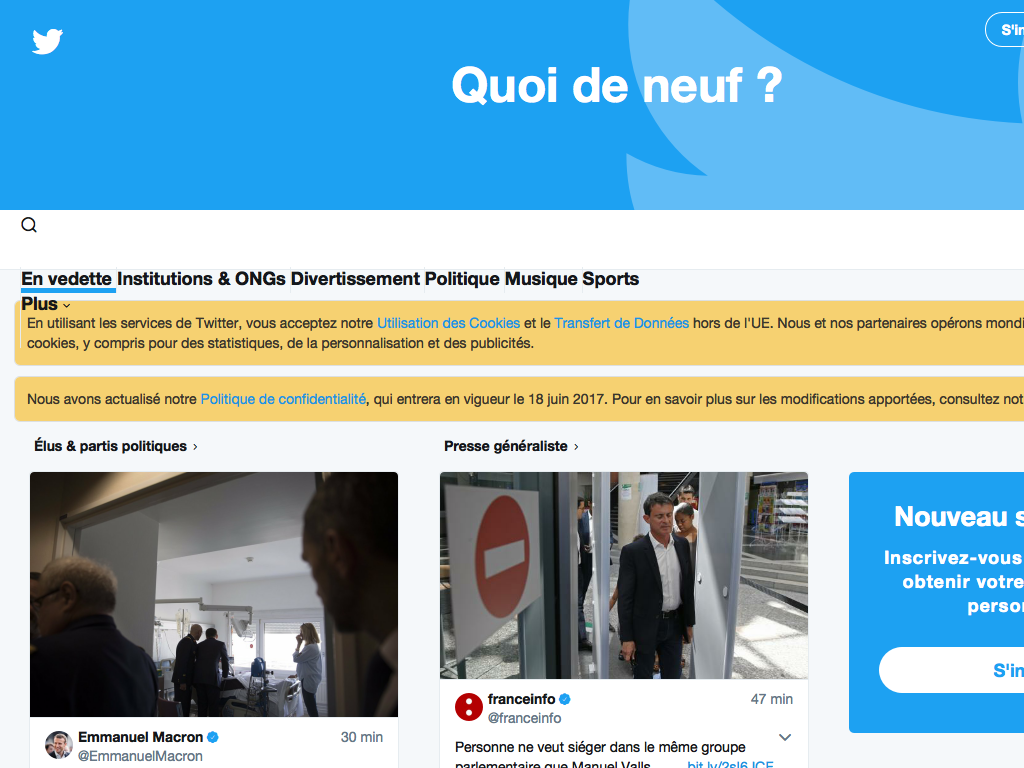 S'in
Quoi de neuf ?
En vedette Institutions & ONGs Divertissement Politique Musique Sports
Plus
En utilisant les services de Twitter, vous acceptez notre Utilisation des Cookies et le Transfert de Données hors de l'UE. Nous et nos partenaires opérons mondi
cookies, y compris pour des statistiques, de la personnalisation et des publicités.
Nous avons actualisé notre Politique de confidentialité, qui entrera en vigueur le 18 juin 2017. Pour en savoir plus sur les modifications apportées, consultez not
Élus & partis politiques
Presse généraliste
Nouveau s
Inscrivez-vous
obtenir votre
person
S'in
franceinfo
47 min
@franceinfo
Personne ne veut siéger dans le même groupe
parlementaire que Manuel Valls
Emmanuel Macron
30 min
@EmmanuelMacron